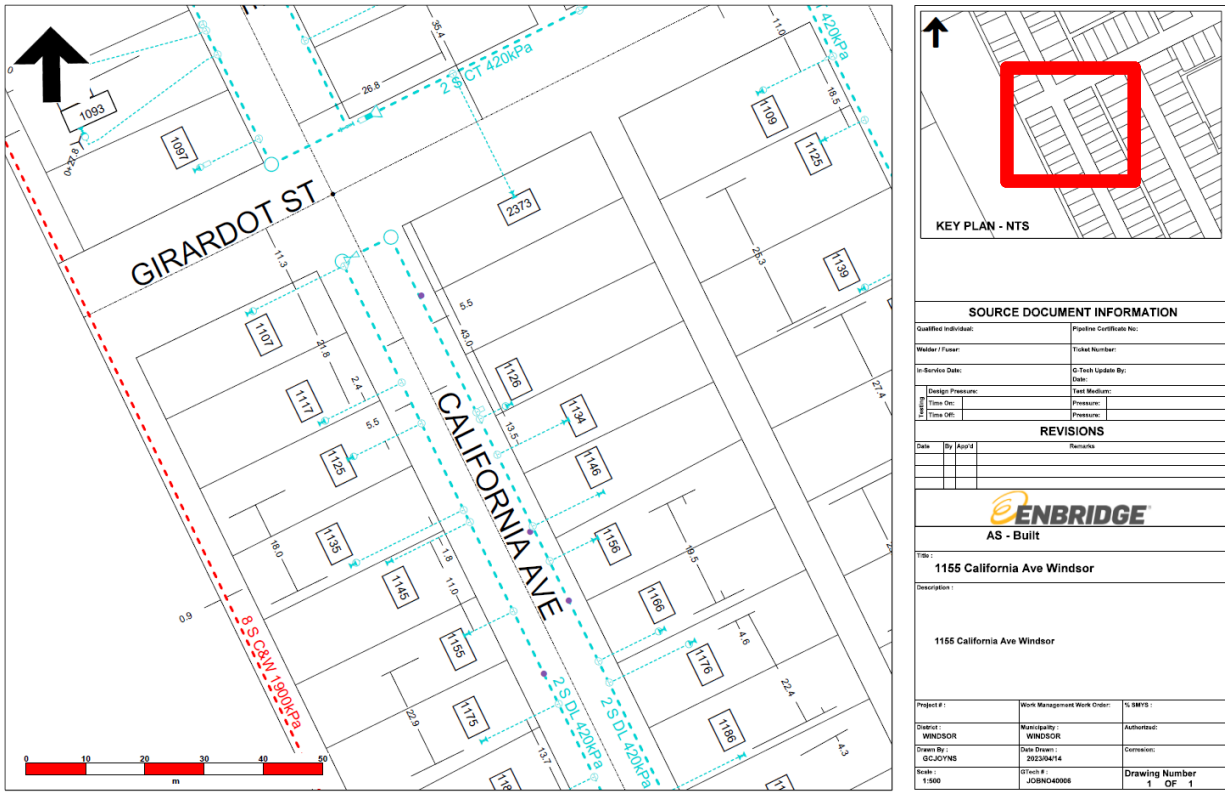 0
1093
0+27.8
1097
35.4
26.8
2 S CT 420kPa
11.0
420kPa
18.5
1109
1125
2373
GIRARDOT ST
11.3
25.3
1139
5.5
43.0
1107
21.8
2.4
1117
5.5
1126
13.5
1134
27.4
1125
CALIFORNIA AVE
1146
18.0
1135
1156
19.5
1.8
11.0
1145
0.9
8 S C&W 1900kPa
1166
4.6
1155
1176
22.4
22.9
1175
2 S DL 420kPa
2 S DL 420kPa
1186
4.3
13.7
0 10 20 30 40 50
m
KEY PLAN - NTS
SOURCE DOCUMENT INFORMATION
Qualified Individual: Pipeline Certificate No:
Welder / Fuser: Ticket Number:
In-Service Date: G-Tech Update By:
Date:
Testing
Design Pressure: Test Medium:
Time On: Pressure:
Time Off: Pressure:
REVISIONS
Date By App'd Remarks
ENBRIDGE
AS - Built
Title :
1155 California Ave Windsor
Description :
1155 California Ave Windsor
Project # : Work Management Work Order: % SMYS :
District : Municipality : Authorized:
WINDSOR WINDSOR
Drawn By : Date Drawn : Corrosion:
GCJOYNS 2023/04/14
Scale : GTech # : Drawing Number
1:500 JOBNO40006 1 OF 1